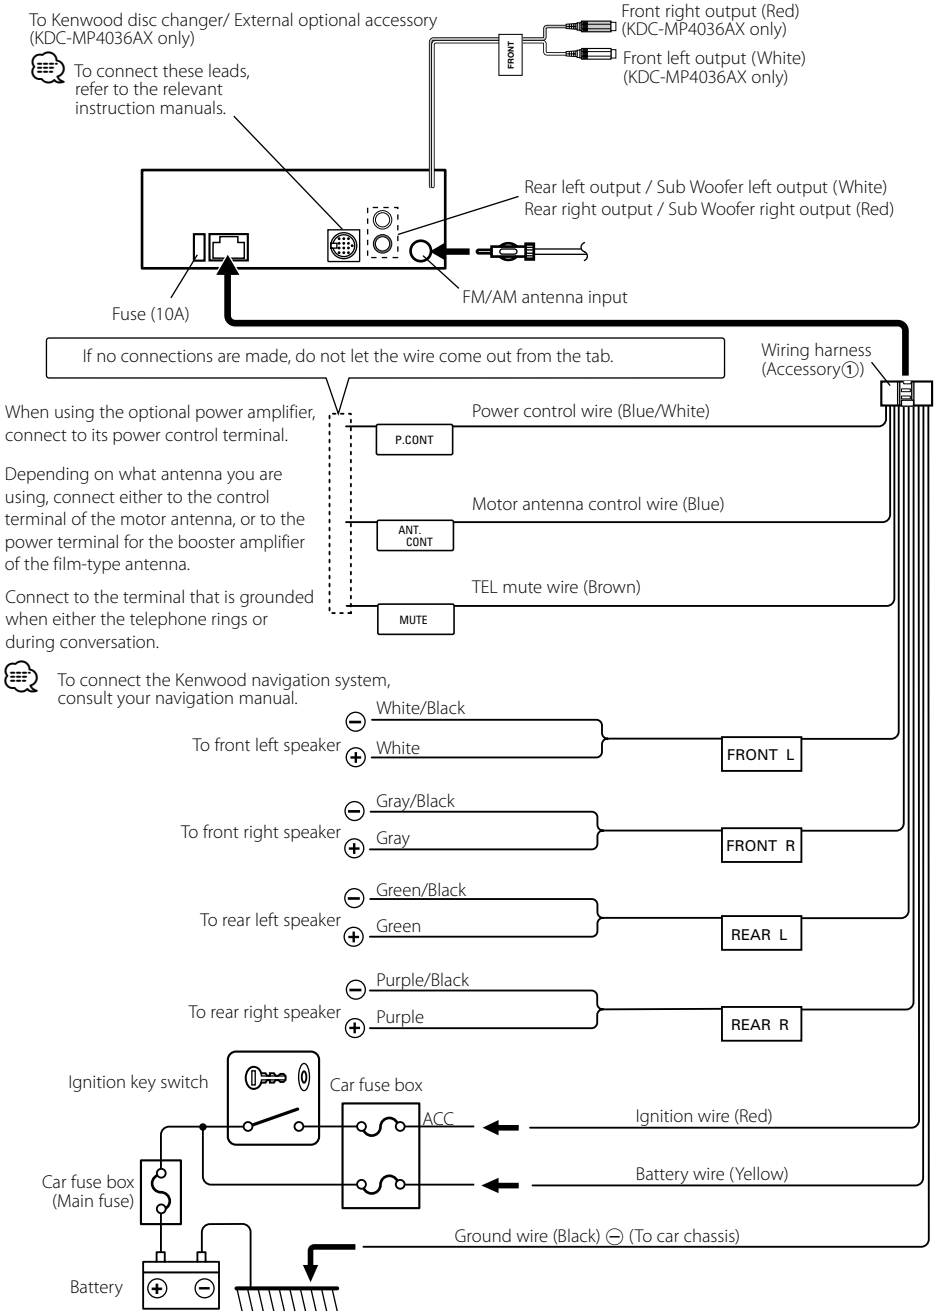 To Kenwood disc changer/ External optional accessory
(KDC-MP4036AX only)
To connect these leads,
refer to the relevant
instruction manuals.
FRONT
Front right output (Red)
(KDC-MP4036AX only)
Front left output (White)
(KDC-MP4036AX only)
Rear left output / Sub Woofer left output (White)
Rear right output / Sub Woofer right output (Red)
FM/AM antenna input
Fuse (10A)
If no connections are made, do not let the wire come out from the tab.
Wiring harness
(Accessory①)
When using the optional power amplifier,
connect to its power control terminal.
P.CONT
Power control wire (Blue/White)
Depending on what antenna you are
using, connect either to the control
terminal of the motor antenna, or to the
power terminal for the booster amplifier
of the film-type antenna.
ANT.
CONT
Motor antenna control wire (Blue)
Connect to the terminal that is grounded
when either the telephone rings or
during conversation.
MUTE
TEL mute wire (Brown)
To connect the Kenwood navigation system,
consult your navigation manual.
To front left speaker
⊖ White/Black
⊕ White
FRONT L
To front right speaker
⊖ Gray/Black
⊕ Gray
FRONT R
To rear left speaker
⊖ Green/Black
⊕ Green
REAR L
To rear right speaker
⊖ Purple/Black
⊕ Purple
REAR R
Ignition key switch
Car fuse box
ACC
Ignition wire (Red)
Car fuse box
(Main fuse)
Battery wire (Yellow)
Ground wire (Black) ⊖ (To car chassis)
Battery
⊕ ⊖